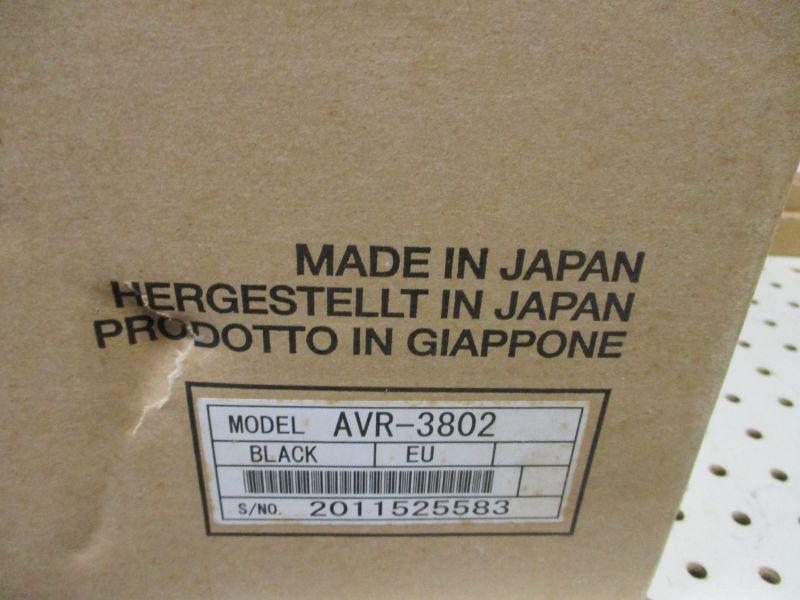 MADE IN JAPAN
HERGESTELLT IN JAPAN
PRODOTTO IN GIAPPONE
MODEL AVR-3802
BLACK EU
S/NO. 2011525583